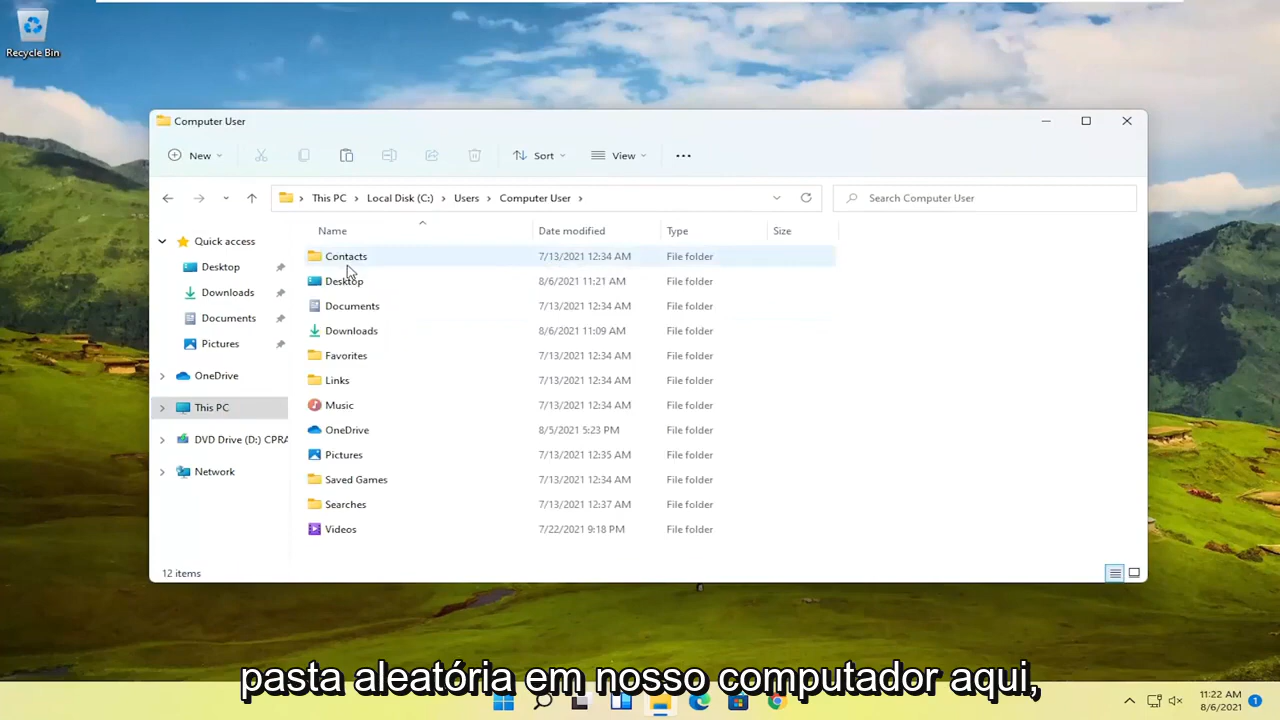 Recycle Bin
Computer User
New
Sort
View
This PC
Local Disk (C:)
Users
Computer User
Search Computer User
Name
Date modified
Type
Size
Quick access
Desktop
Downloads
Documents
Pictures
OneDrive
This PC
DVD Drive (D:) CPRA
Network
Contacts 7/13/2021 12:34 AM File folder
Desktop 8/6/2021 11:21 AM File folder
Documents 7/13/2021 12:34 AM File folder
Downloads 8/6/2021 11:09 AM File folder
Favorites 7/13/2021 12:34 AM File folder
Links 7/13/2021 12:34 AM File folder
Music 7/13/2021 12:34 AM File folder
OneDrive 8/5/2021 5:23 PM File folder
Pictures 7/13/2021 12:35 AM File folder
Saved Games 7/13/2021 12:34 AM File folder
Searches 7/13/2021 12:37 AM File folder
Videos 7/22/2021 9:18 PM File folder
12 items
pasta aleatória em nosso computador aqui,
11:22 AM
8/6/2021
1